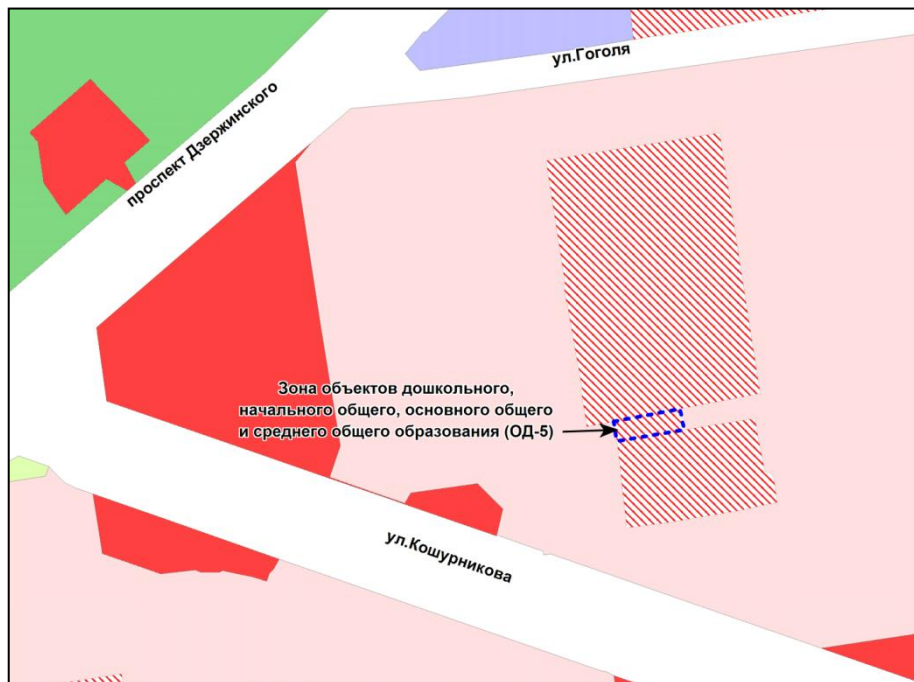 ул.Гоголя
проспект Дзержинского
Зона объектов дошкольного,
начального общего, основного общего
и среднего общего образования (ОД-5)
ул.Кошурникова